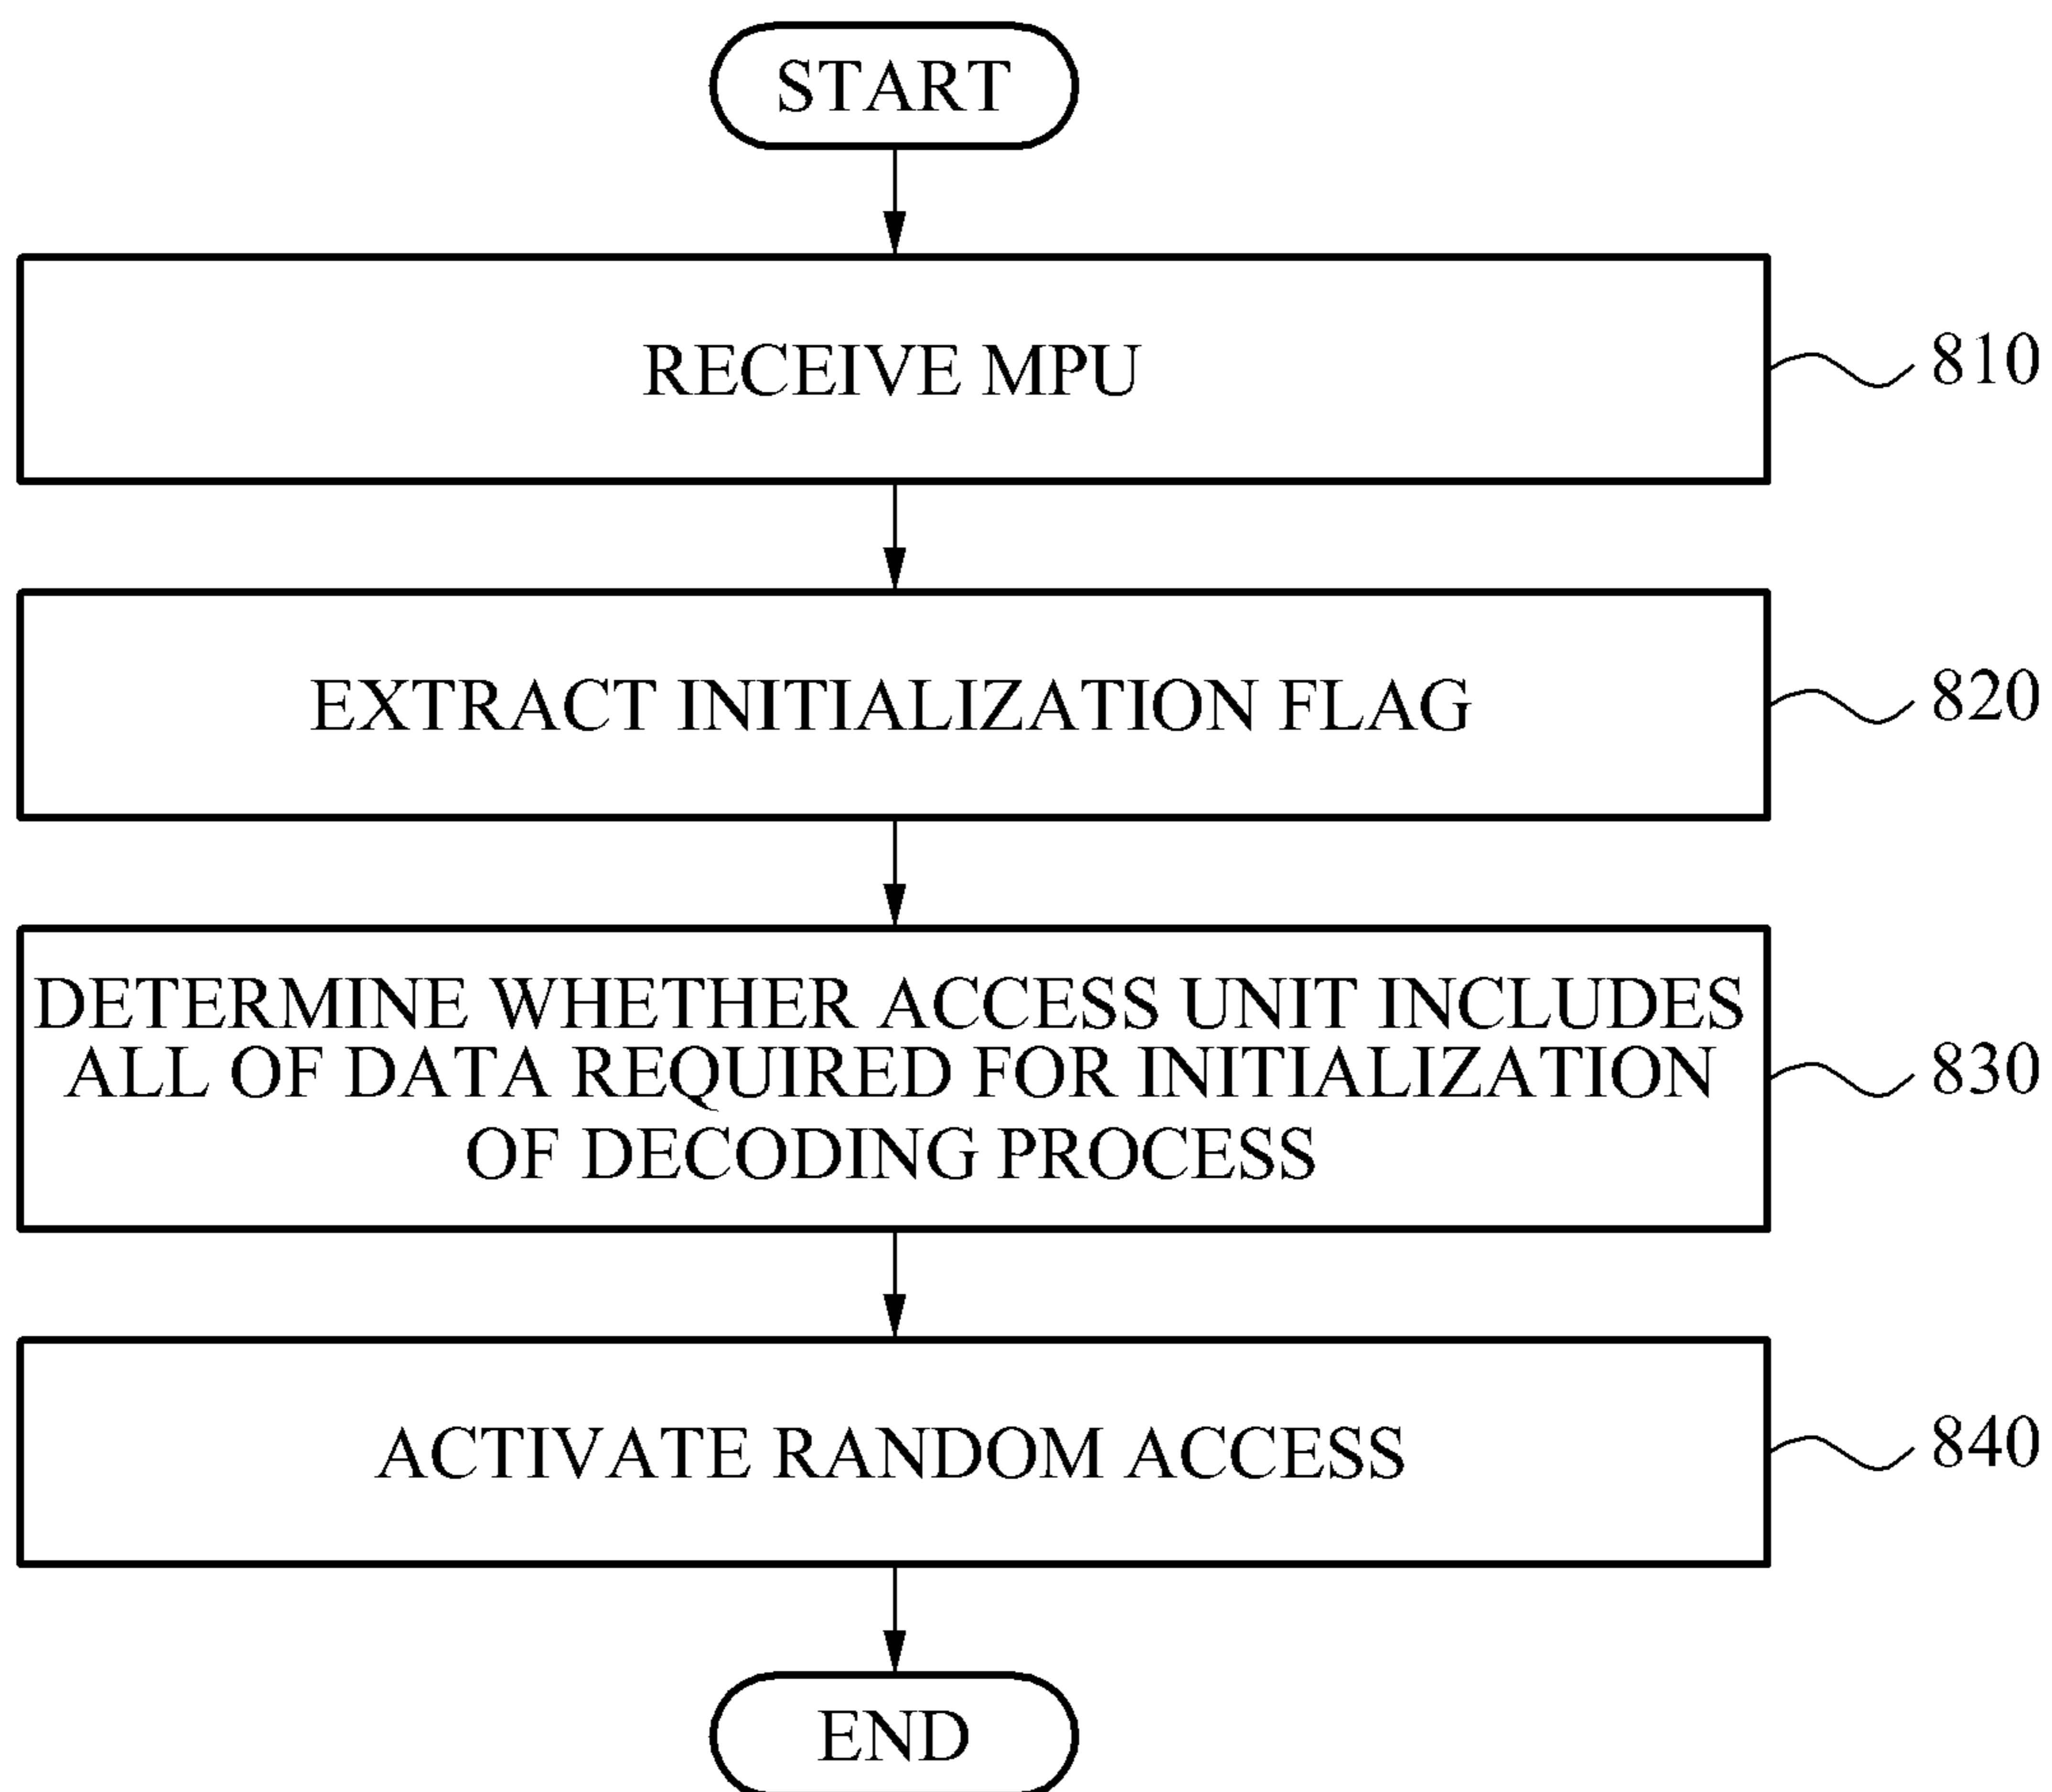 START
RECEIVE MPU
810
EXTRACT INITIALIZATION FLAG
820
DETERMINE WHETHER ACCESS UNIT INCLUDES
ALL OF DATA REQUIRED FOR INITIALIZATION
OF DECODING PROCESS
830
ACTIVATE RANDOM ACCESS
840
END